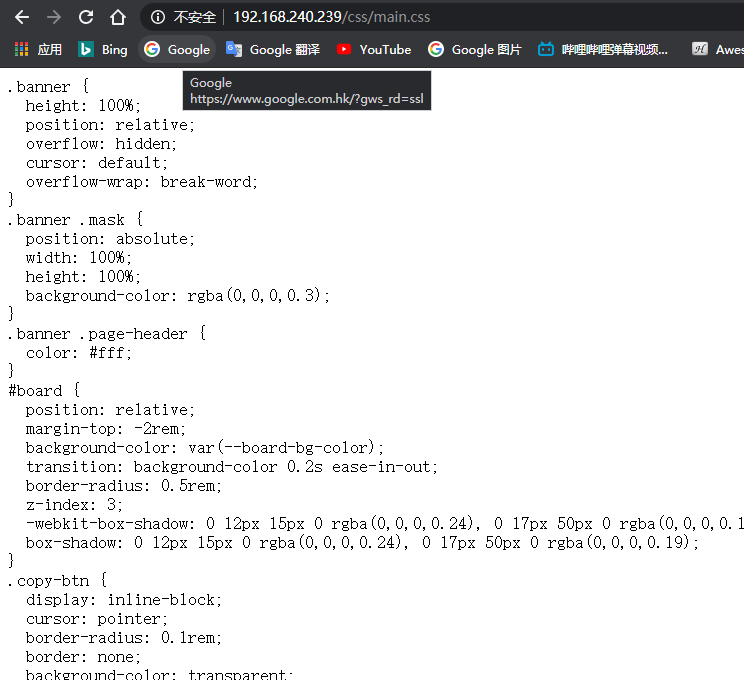 不安全 192.168.240.239/css/main.css
应用 Bing Google Google 翻译 YouTube Google 图片 哔哩哔哩弹幕视频... Awes
Google
https://www.google.com.hk/?gws_rd=ssl
.banner {
  height: 100%;
  position: relative;
  overflow: hidden;
  cursor: default;
  overflow-wrap: break-word;
}
.banner .mask {
  position: absolute;
  width: 100%;
  height: 100%;
  background-color: rgba(0,0,0,0.3);
}
.banner .page-header {
  color: #fff;
}
#board {
  position: relative;
  margin-top: -2rem;
  background-color: var(--board-bg-color);
  transition: background-color 0.2s ease-in-out;
  border-radius: 0.5rem;
  z-index: 3;
  -webkit-box-shadow: 0 12px 15px 0 rgba(0,0,0,0.24), 0 17px 50px 0 rgba(0,0,0,0.1
  box-shadow: 0 12px 15px 0 rgba(0,0,0,0.24), 0 17px 50px 0 rgba(0,0,0,0.19);
}
.copy-btn {
  display: inline-block;
  cursor: pointer;
  border-radius: 0.1rem;
  border: none;
  background-color: transparent;